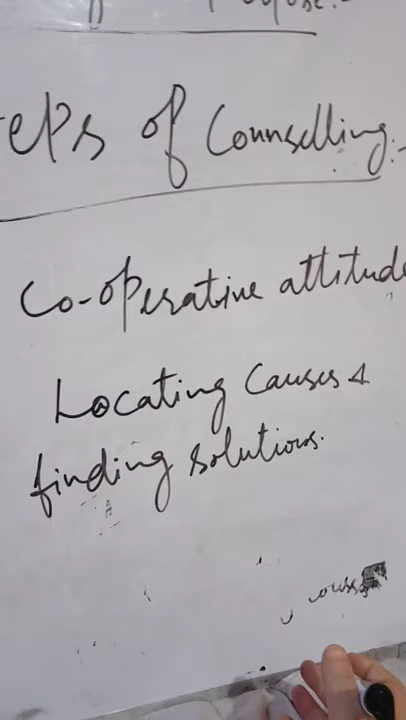 eps of Counselling:-
Co-operative attitude
Locating causes &
finding solutions.